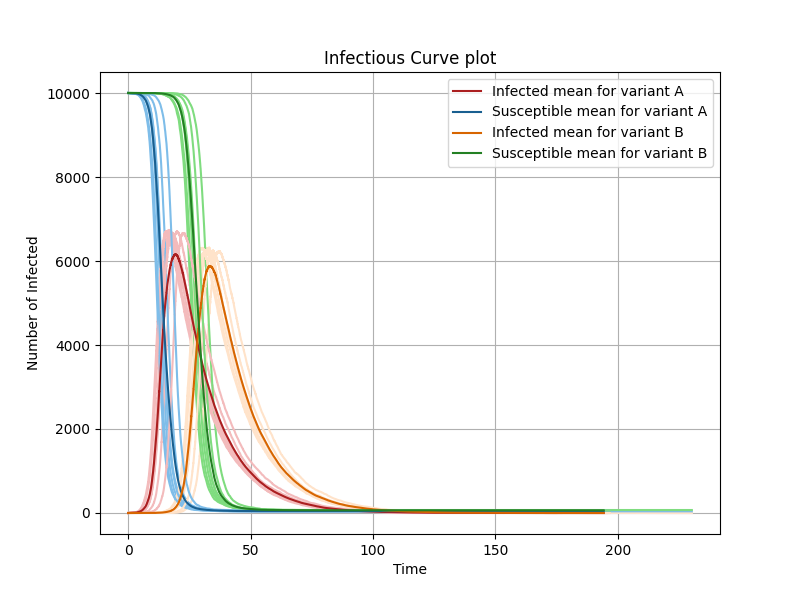 Infectious Curve plot
Number of Infected
10000
8000
6000
4000
2000
0
Infected mean for variant A
Susceptible mean for variant A
Infected mean for variant B
Susceptible mean for variant B
0 50 100 150 200
Time